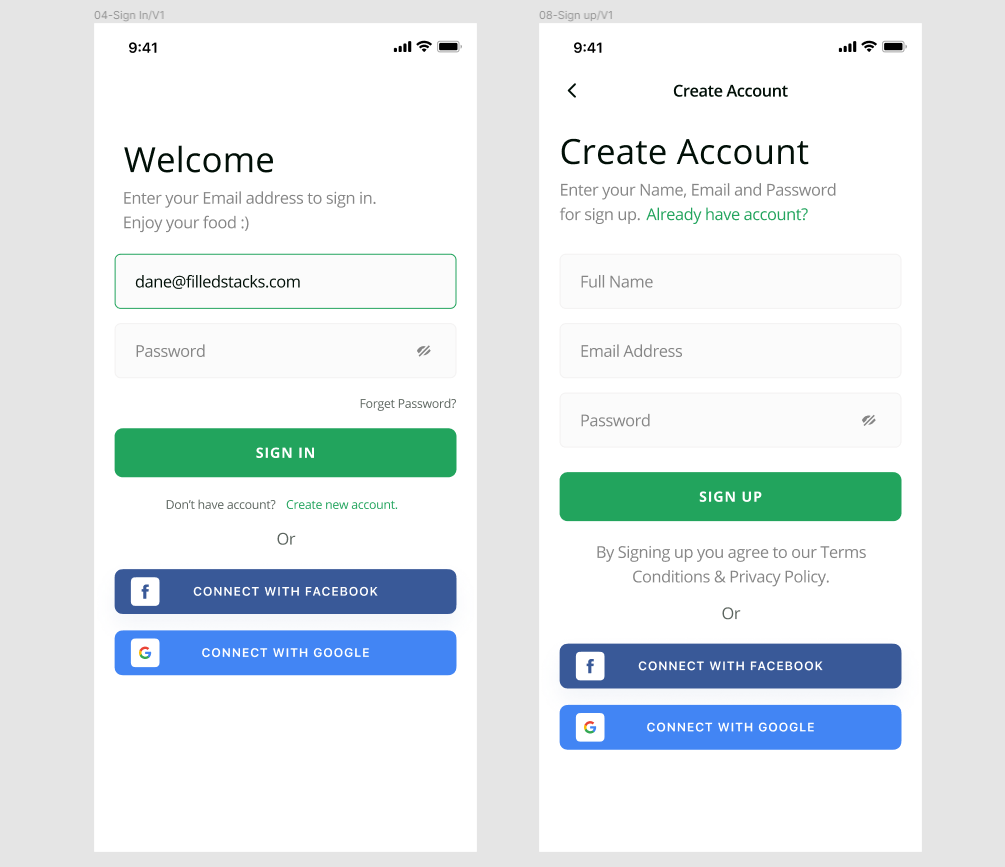 04-Sign In/V1
9:41
Welcome
Enter your Email address to sign in.
Enjoy your food :)
dane@filledstacks.com
Password
Forget Password?
SIGN IN
Don't have account? Create new account.
Or
f CONNECT WITH FACEBOOK
G CONNECT WITH GOOGLE
08-Sign up/V1
9:41
Create Account
Create Account
Enter your Name, Email and Password
for sign up. Already have account?
Full Name
Email Address
Password
SIGN UP
By Signing up you agree to our Terms
Conditions & Privacy Policy.
Or
f CONNECT WITH FACEBOOK
G CONNECT WITH GOOGLE